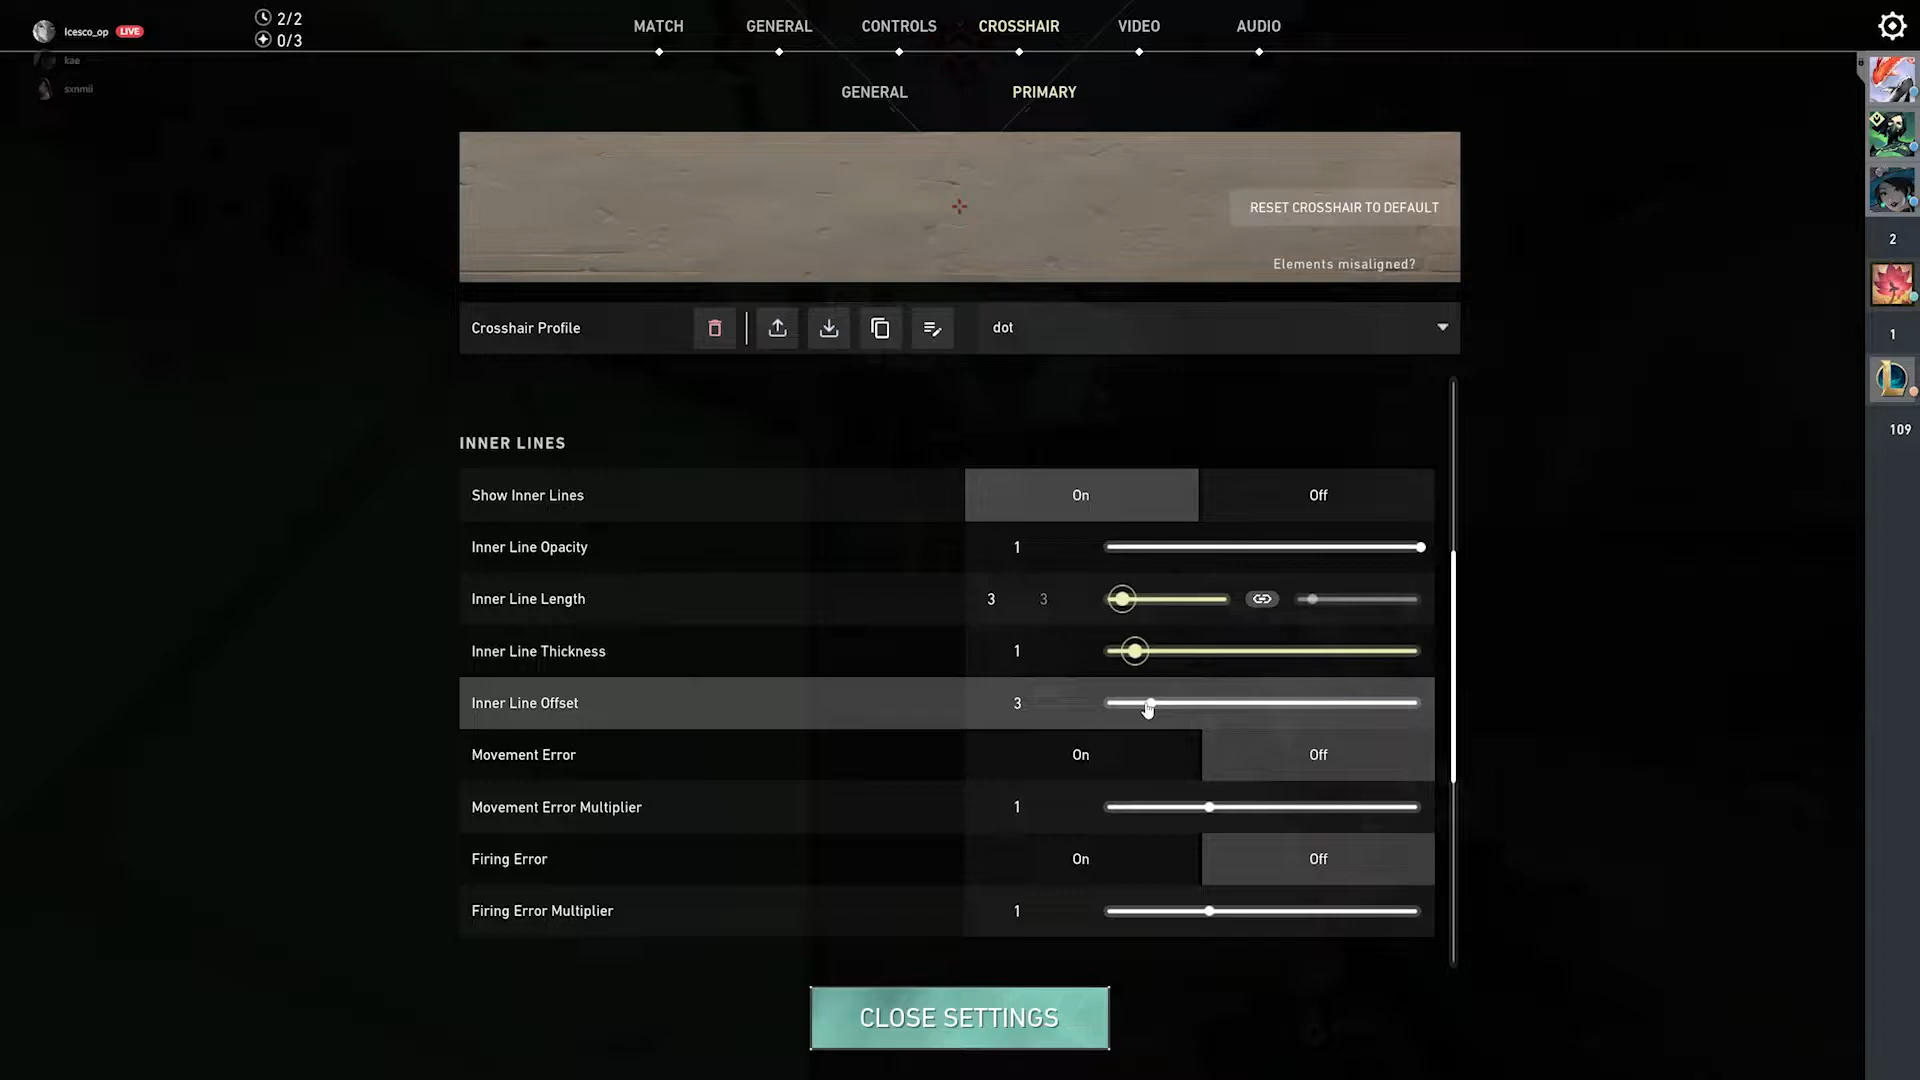 Icesco_op LIVE
kae
sxnmii
2/2
0/3
MATCH GENERAL CONTROLS CROSSHAIR VIDEO AUDIO
GENERAL PRIMARY
RESET CROSSHAIR TO DEFAULT
Elements misaligned?
Crosshair Profile dot
INNER LINES
Show Inner Lines On Off
Inner Line Opacity 1
Inner Line Length 3 3
Inner Line Thickness 1
Inner Line Offset 3
Movement Error On Off
Movement Error Multiplier 1
Firing Error On Off
Firing Error Multiplier 1
CLOSE SETTINGS
2
1
109